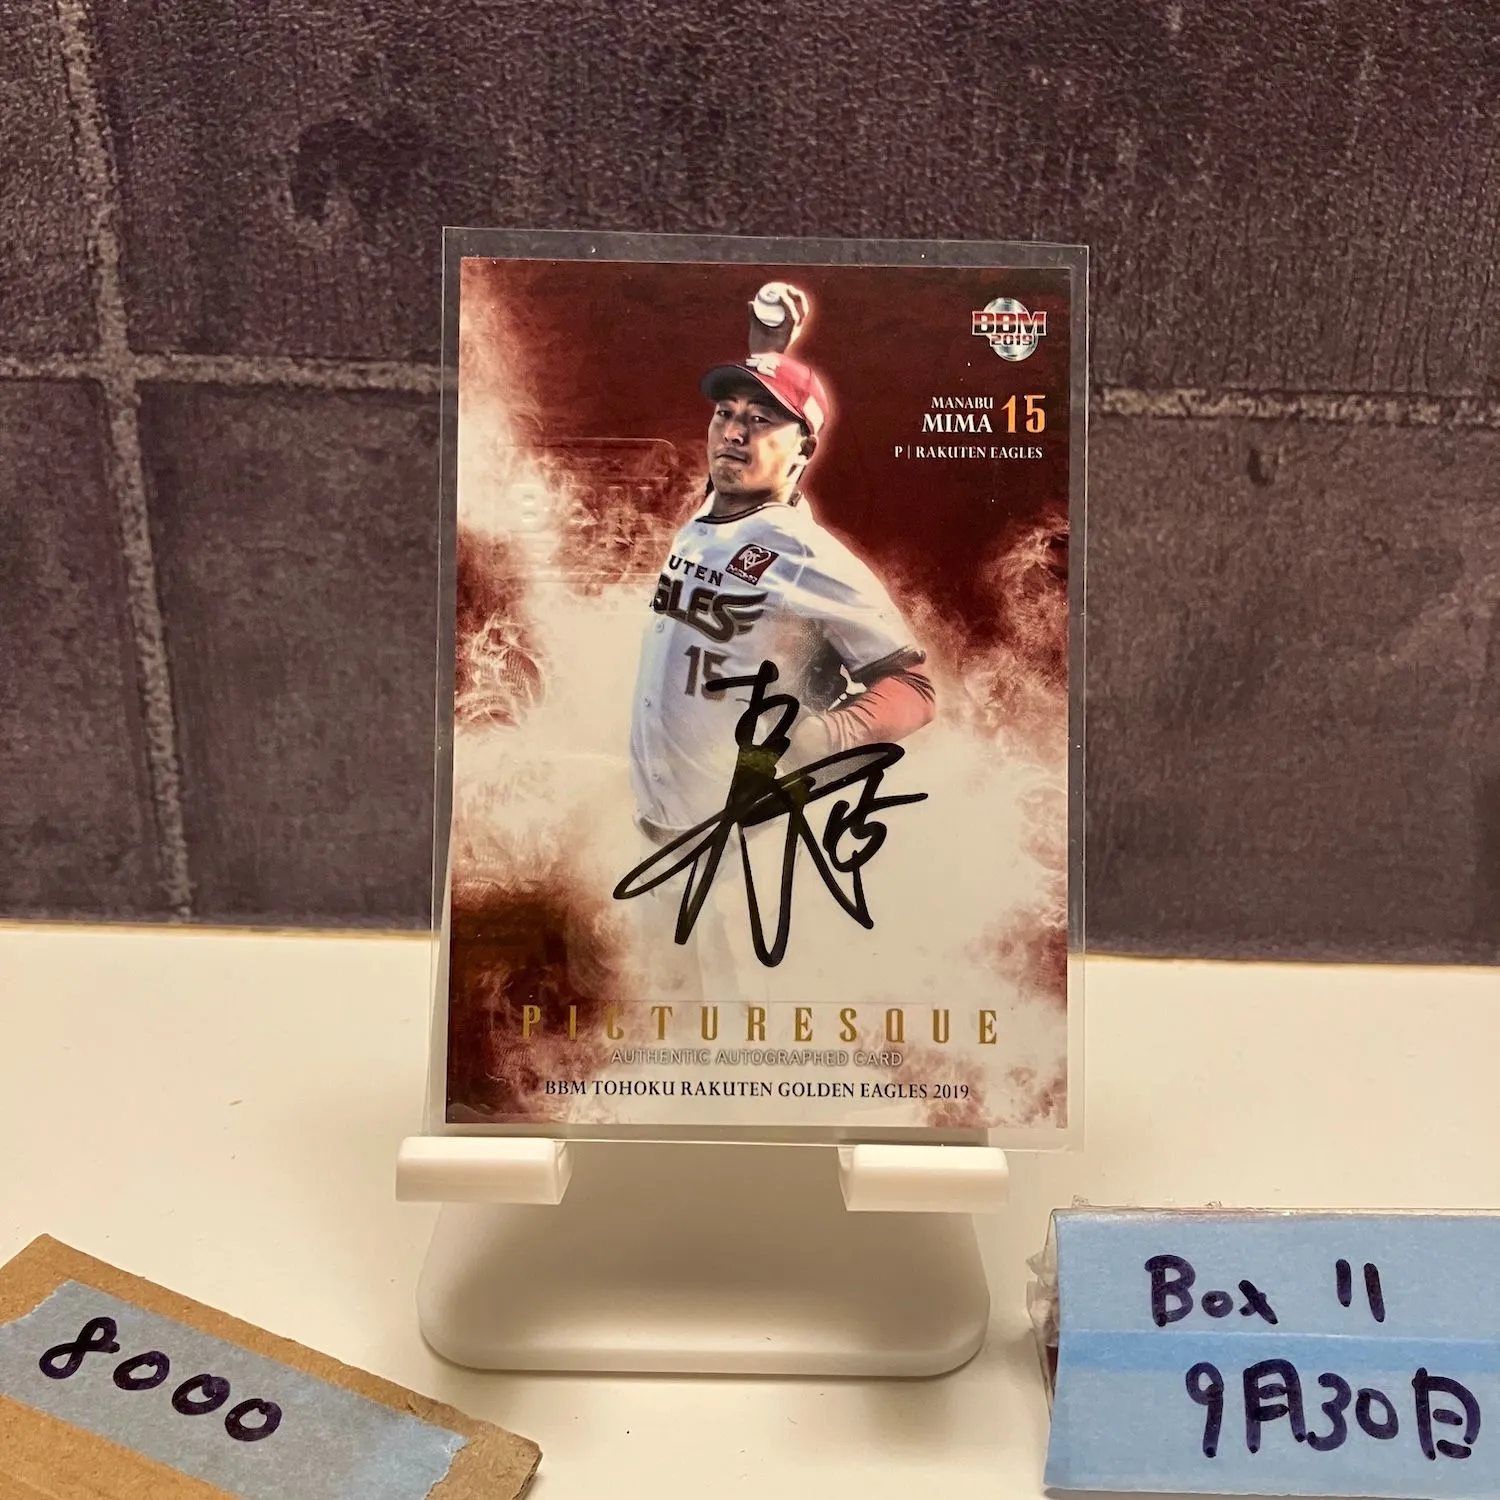 BBM
2019
MANABU
MIMA 15
P | RAKUTEN EAGLES
UTEN
GLES
15
15
PICTURESQUE
AUTHENTIC AUTOGRAPHED CARD
BBM TOHOKU RAKUTEN GOLDEN EAGLES 2019
8000
Box 11
9月30日